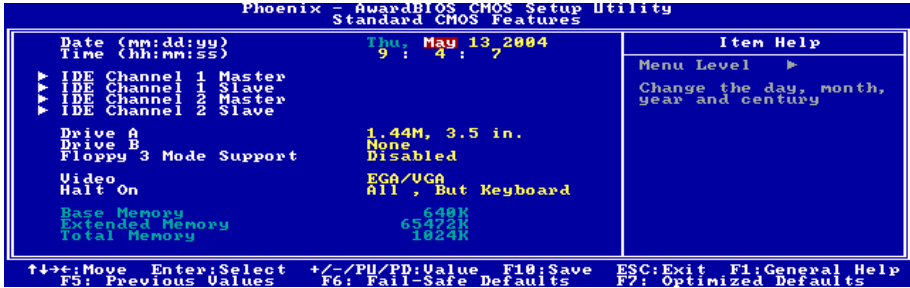 Phoenix - AwardBIOS CMOS Setup Utility
Standard CMOS Features
Date (mm:dd:yy) Thu, May 13 2004
Time (hh:mm:ss) 9 : 4 : 7
► IDE Channel 1 Master
► IDE Channel 1 Slave
► IDE Channel 2 Master
► IDE Channel 2 Slave
Drive A 1.44M, 3.5 in.
Drive B None
Floppy 3 Mode Support Disabled
Video EGA/VGA
Halt On All , But Keyboard
Base Memory 640K
Extended Memory 65472K
Total Memory 1024K
Item Help
Menu Level ►
Change the day, month,
year and century
↑↓→←:Move Enter:Select +/-/PU/PD:Value F10:Save ESC:Exit F1:General Help
F5: Previous Values F6: Fail-Safe Defaults F7: Optimized Defaults